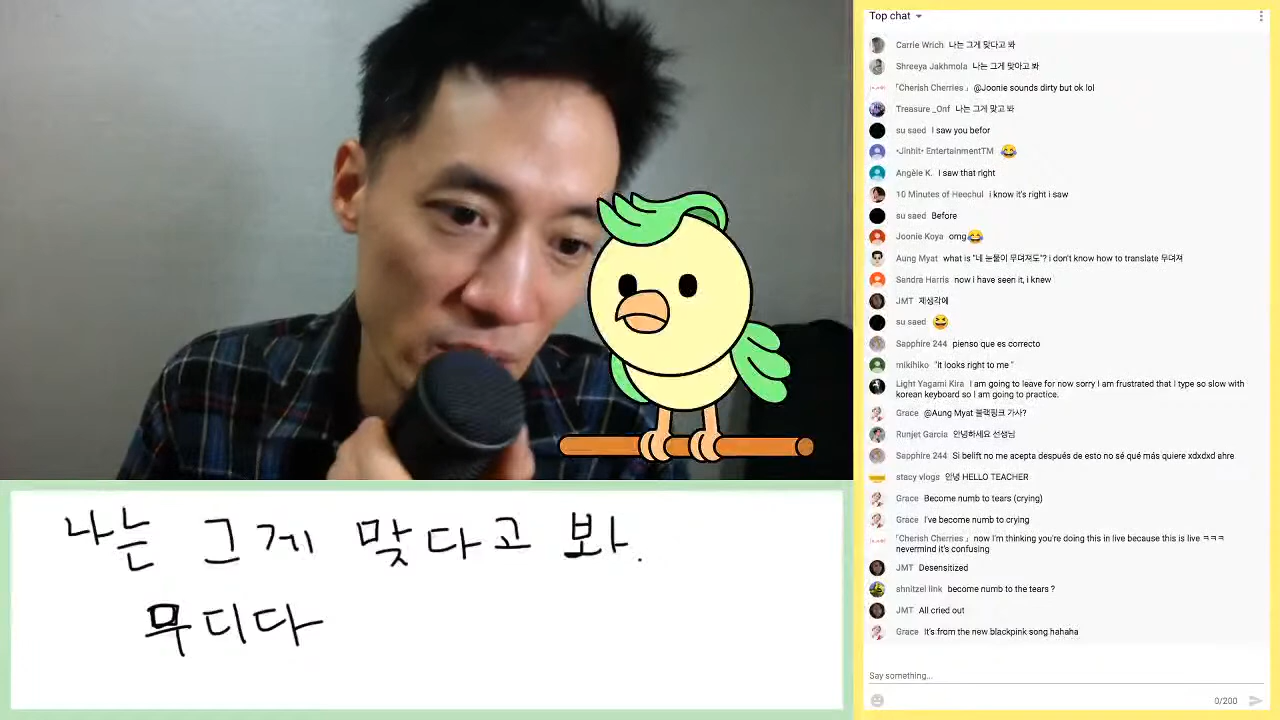 Top chat
Carrie Wrich 나는 그게 맞다고 봐
Shreeya Jakhmola 나는 그게 맞아고 봐
「Cherish Cherries 」 @Joonie sounds dirty but ok lol
Treasure _Onf 나는 그게 맞고 봐
su saed I saw you befor
•Jinhit• EntertainmentTM 😂
Angèle K. I saw that right
10 Minutes of Heechul i know it's right i saw
su saed Before
Joonie Koya omg😂
Aung Myat what is "네 눈물이 무뎌져도"? i don't know how to translate 무뎌져
Sandra Harris now i have seen it, i knew
JMT 제생각에
su saed 😆
Sapphire 244 pienso que es correcto
mikihiko "it looks right to me "
Light Yagami Kira I am going to leave for now sorry I am frustrated that I type so slow with
korean keyboard so I am going to practice.
Grace @Aung Myat 블랙핑크 가사?
Runjet Garcia 안녕하세요 선생님
Sapphire 244 Si belift no me acepta después de esto no sé qué más quiere xdxdxd ahre
stacy vlogs 안녕 HELLO TEACHER
Grace Become numb to tears (crying)
Grace I've become numb to crying
「Cherish Cherries 」 now I'm thinking you're doing this in live because this is live ㅋㅋㅋ
nevermind it's confusing
JMT Desensitized
shnitzel link become numb to the tears ?
JMT All cried out
Grace It's from the new blackpink song hahaha
Say something...
0/200
나는 그게 맞다고 봐.
무디다